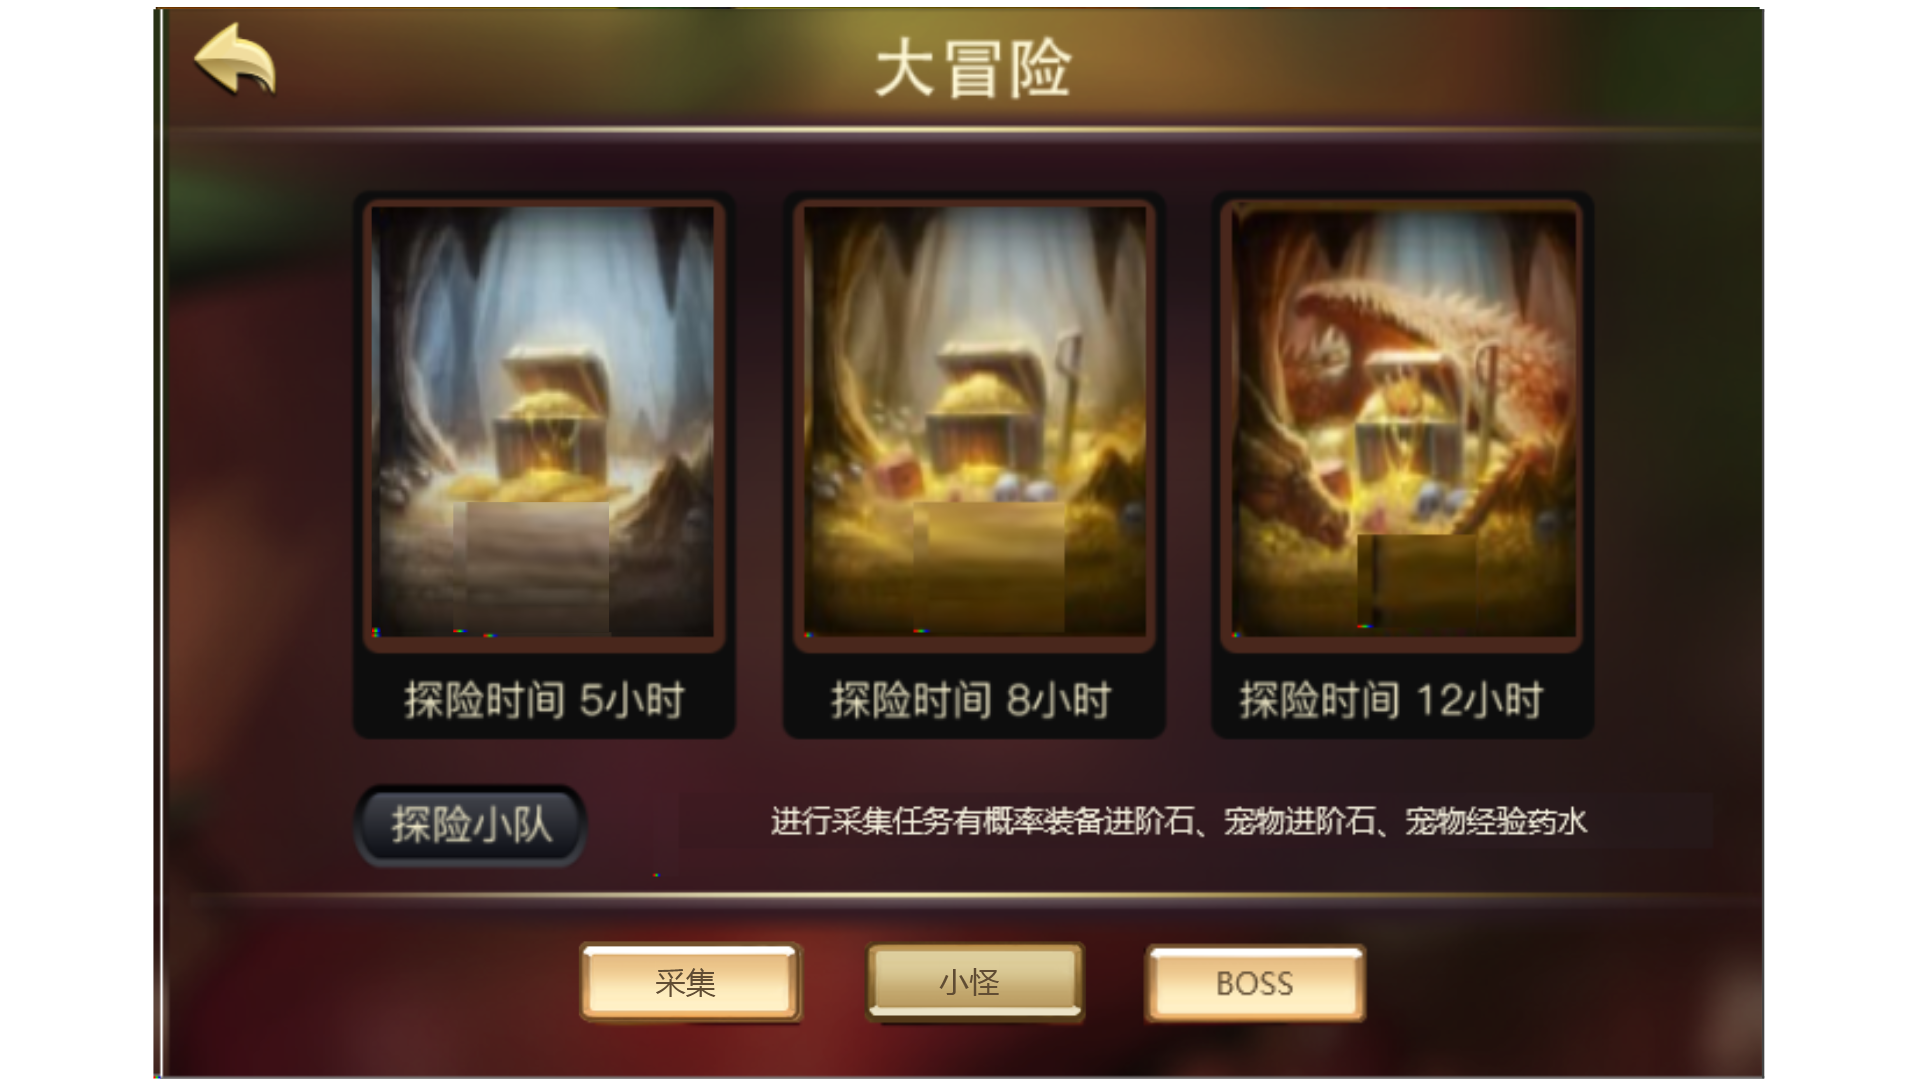 大冒险
探险时间 5小时
探险时间 8小时
探险时间 12小时
探险小队
进行采集任务有概率装备进阶石、宠物进阶石、宠物经验药水
采集
小怪
BOSS